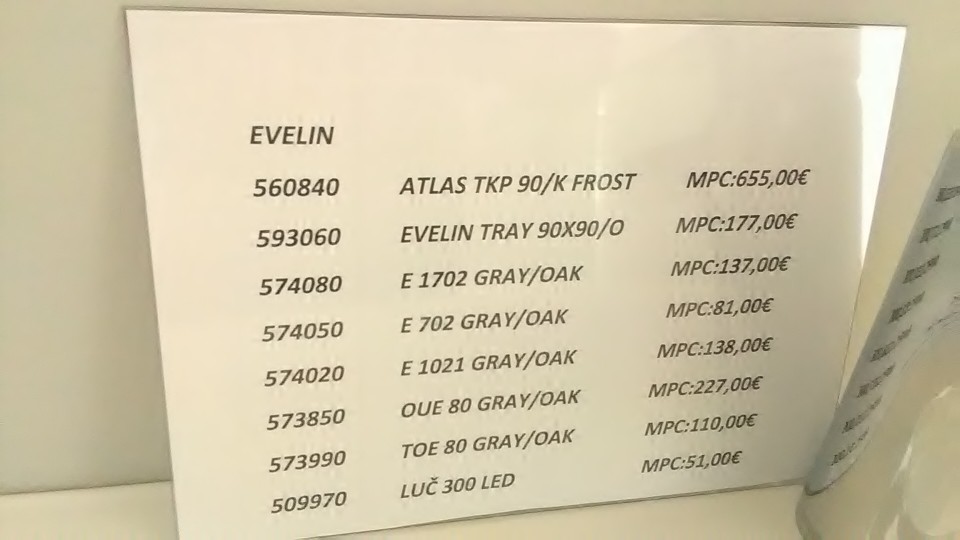 EVELIN
560840 ATLAS TKP 90/K FROST MPC:655,00€
593060 EVELIN TRAY 90X90/O MPC:177,00€
574080 E 1702 GRAY/OAK MPC:137,00€
574050 E 702 GRAY/OAK MPC:81,00€
574020 E 1021 GRAY/OAK MPC:138,00€
573850 OUE 80 GRAY/OAK MPC:227,00€
573990 TOE 80 GRAY/OAK MPC:110,00€
509970 LUČ 300 LED MPC:51,00€